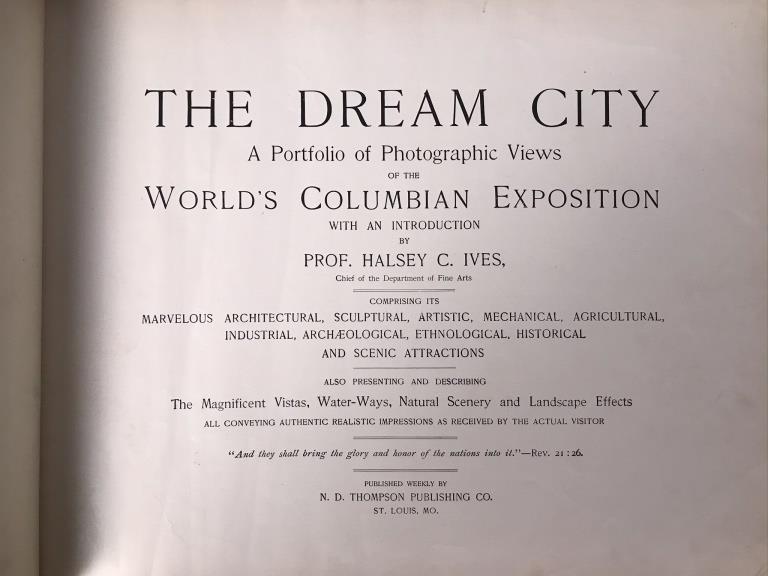 THE DREAM CITY
A Portfolio of Photographic Views
OF THE
WORLD'S COLUMBIAN EXPOSITION
WITH AN INTRODUCTION
BY
PROF. HALSEY C. IVES,
Chief of the Department of Fine Arts
COMPRISING ITS
MARVELOUS ARCHITECTURAL, SCULPTURAL, ARTISTIC, MECHANICAL, AGRICULTURAL,
INDUSTRIAL, ARCHÆOLOGICAL, ETHNOLOGICAL, HISTORICAL
AND SCENIC ATTRACTIONS
ALSO PRESENTING AND DESCRIBING
The Magnificent Vistas, Water-Ways, Natural Scenery and Landscape Effects
ALL CONVEYING AUTHENTIC REALISTIC IMPRESSIONS AS RECEIVED BY THE ACTUAL VISITOR
“And they shall bring the glory and honor of the nations into it.”—Rev. 21:26.
PUBLISHED WEEKLY BY
N. D. THOMPSON PUBLISHING CO.
ST. LOUIS, MO.